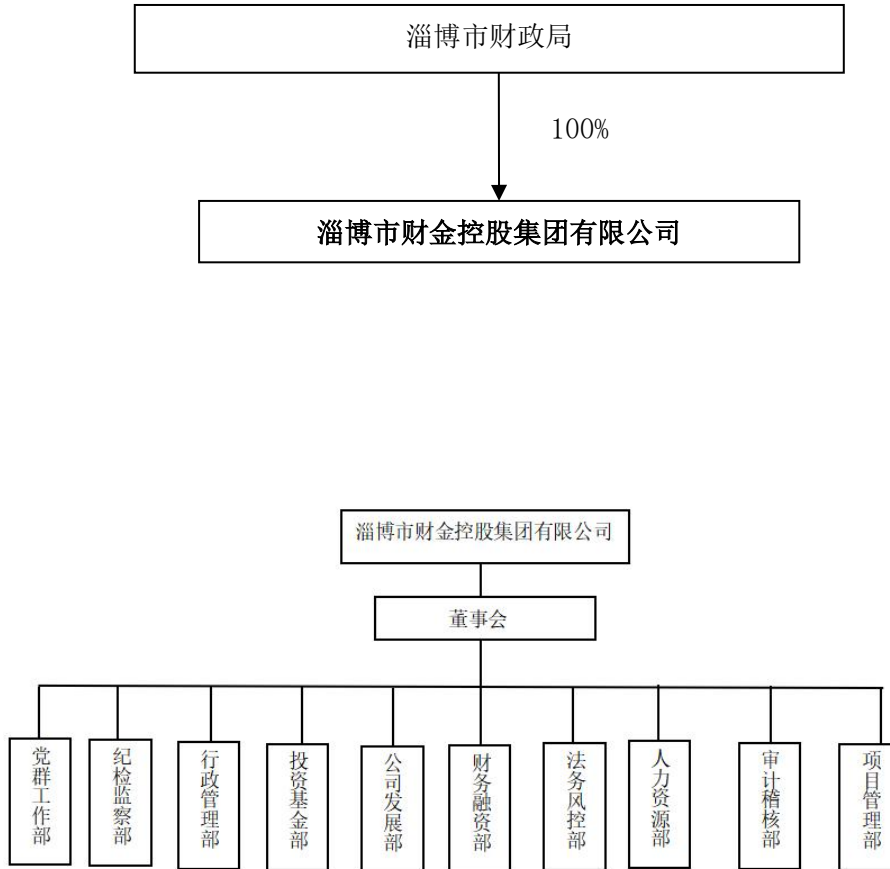 淄博市财政局
100%
淄博市财金控股集团有限公司
淄博市财金控股集团有限公司
董事会
党群工作部
纪检监察部
行政管理部
投资基金部
公司发展部
财务融资部
法务风控部
人力资源部
审计稽核部
项目管理部